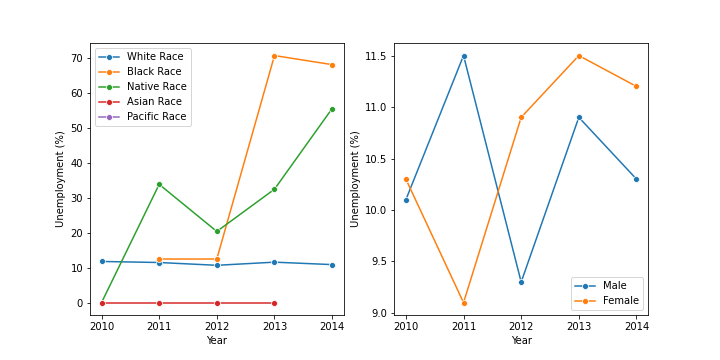 White Race
Black Race
Native Race
Asian Race
Pacific Race
Unemployment (%)
70
60
50
40
30
20
10
0
2010 2011 2012 2013 2014
Year
Unemployment (%)
11.5
11.0
10.5
10.0
9.5
9.0
Male
Female
2010 2011 2012 2013 2014
Year